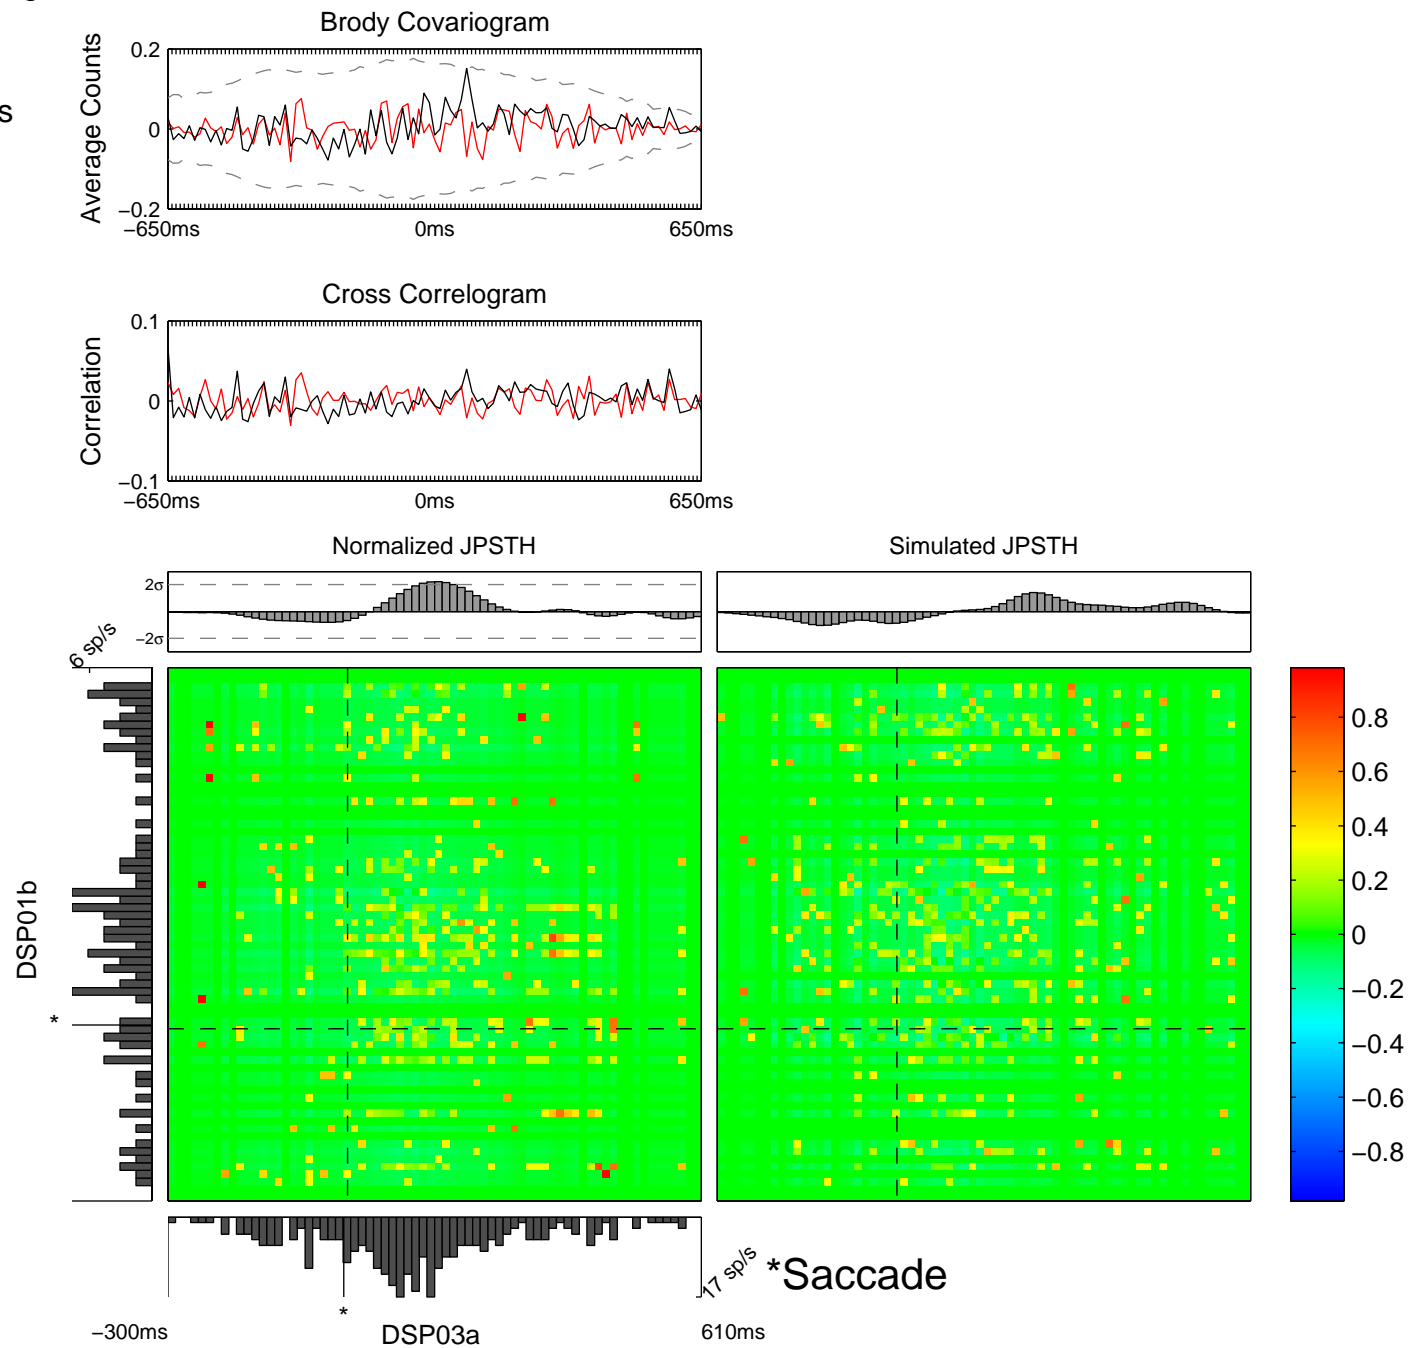 Brody Covariogram
s
Average Counts
0.2
0
−0.2
−650ms
0ms
650ms
Cross Correlogram
Correlation
0.1
0
−0.1
−650ms
0ms
650ms
Normalized JPSTH
Simulated JPSTH
2σ
−2σ
6 sp/s
DSP01b
*
0.8
0.6
0.4
0.2
0
−0.2
−0.4
−0.6
−0.8
17 sp/s
*Saccade
*
−300ms
DSP03a
610ms